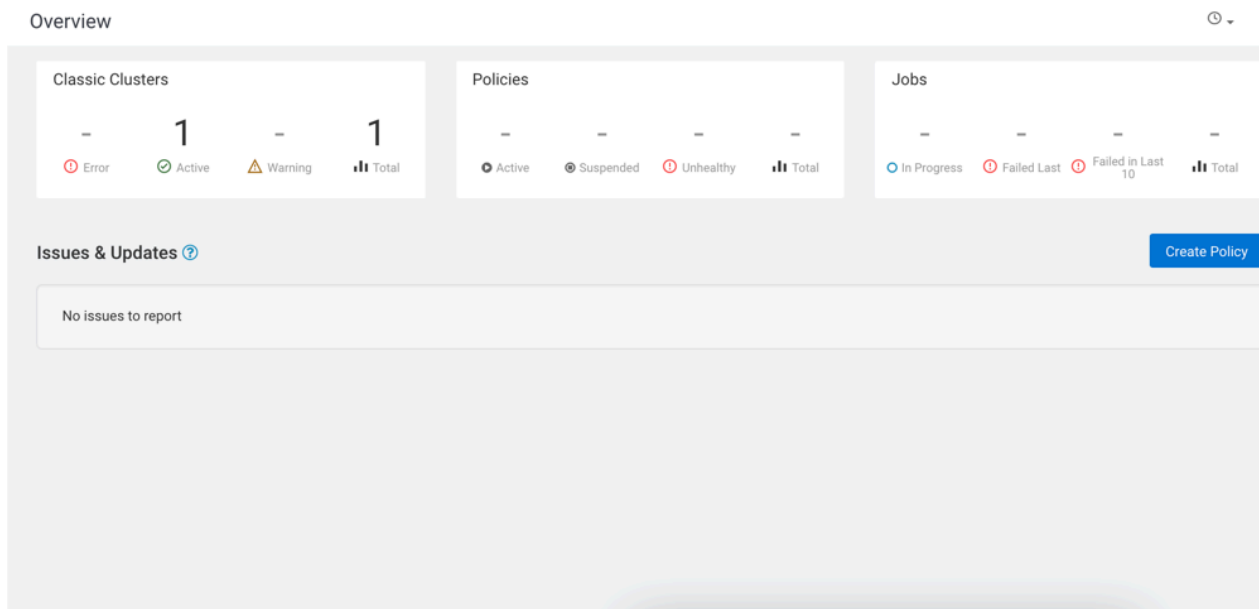 Overview
Classic Clusters
- 1 - 1
Error Active Warning Total
Policies
- - - -
Active Suspended Unhealthy Total
Jobs
- - - -
In Progress Failed Last Failed in Last 10 Total
Issues & Updates ?
Create Policy
No issues to report